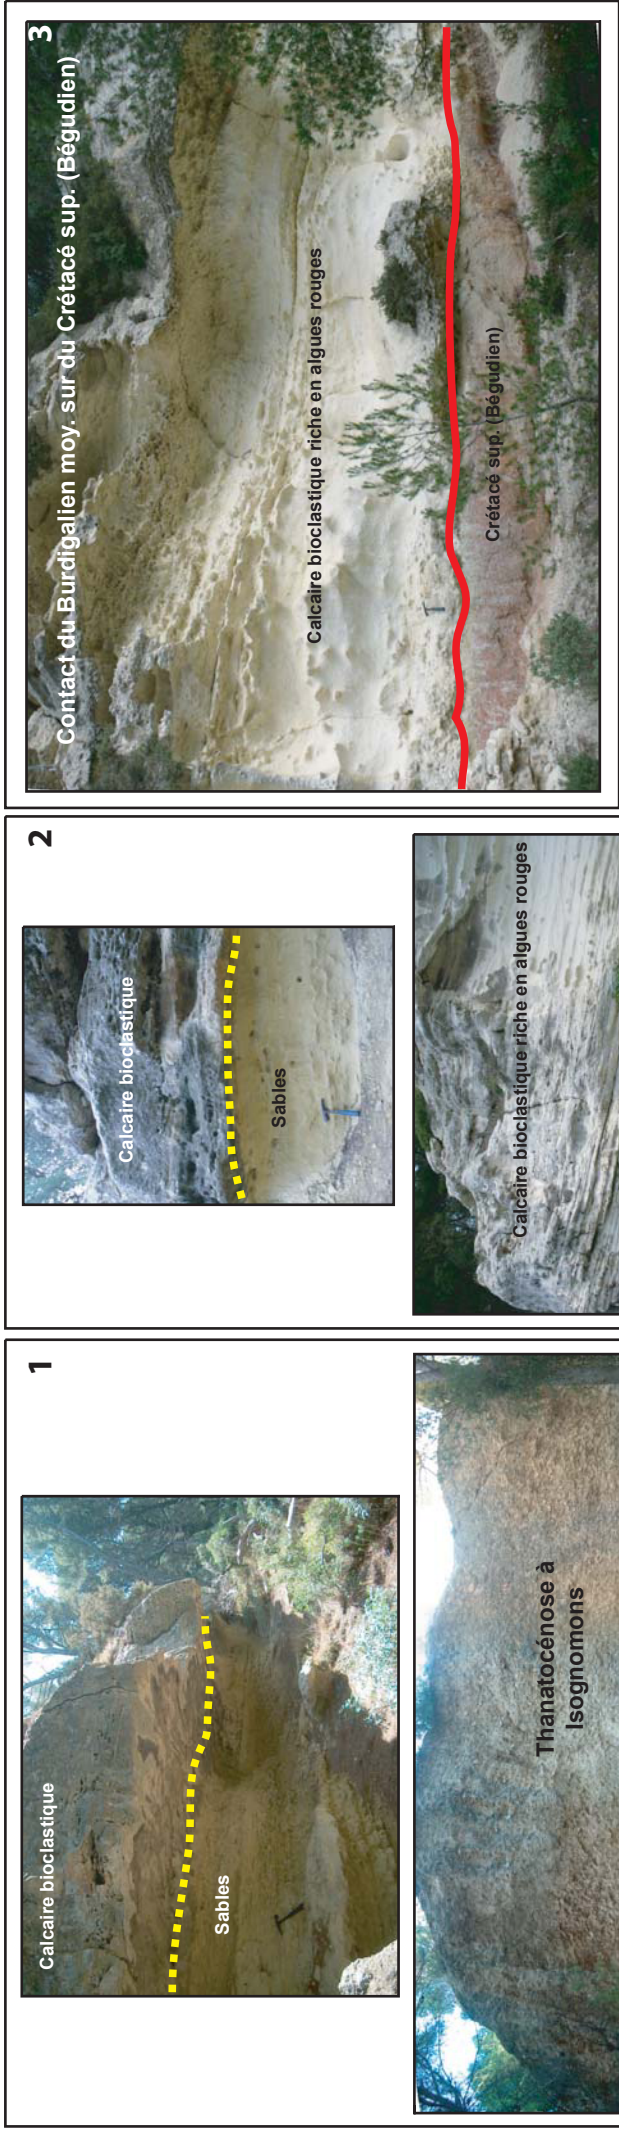 1
Calcaire bioclastique
Sables
Thanatocénose à
Isognomons
2
Calcaire bioclastique
Sables
Calcaire bioclastique riche en algues rouges
3
Contact du Burdigalien moy. sur du Crétacé sup. (Bégudien)
Calcaire bioclastique riche en algues rouges
Crétacé sup. (Bégudien)